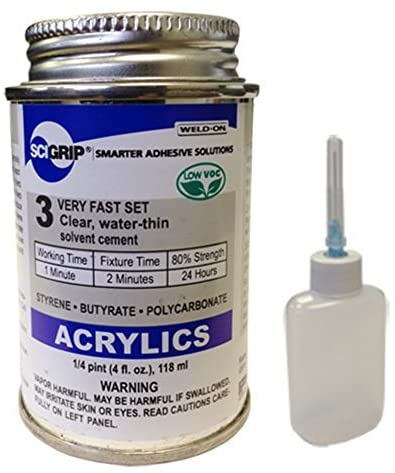 SCIGRIP® SMARTER ADHESIVE SOLUTIONS
WELD-ON
LOW VOC
3 VERY FAST SET
Clear, water-thin
solvent cement
Working Time Fixture Time 80% Strength
1 Minute 2 Minutes 24 Hours
STYRENE • BUTYRATE • POLYCARBONATE
ACRYLICS
1/4 pint (4 fl. oz.), 118 ml
WARNING
VAPOR HARMFUL. MAY BE HARMFUL IF SWALLOWED.
MAY IRRITATE SKIN OR EYES. READ CAUTIONS CARE-
FULLY ON LEFT PANEL.